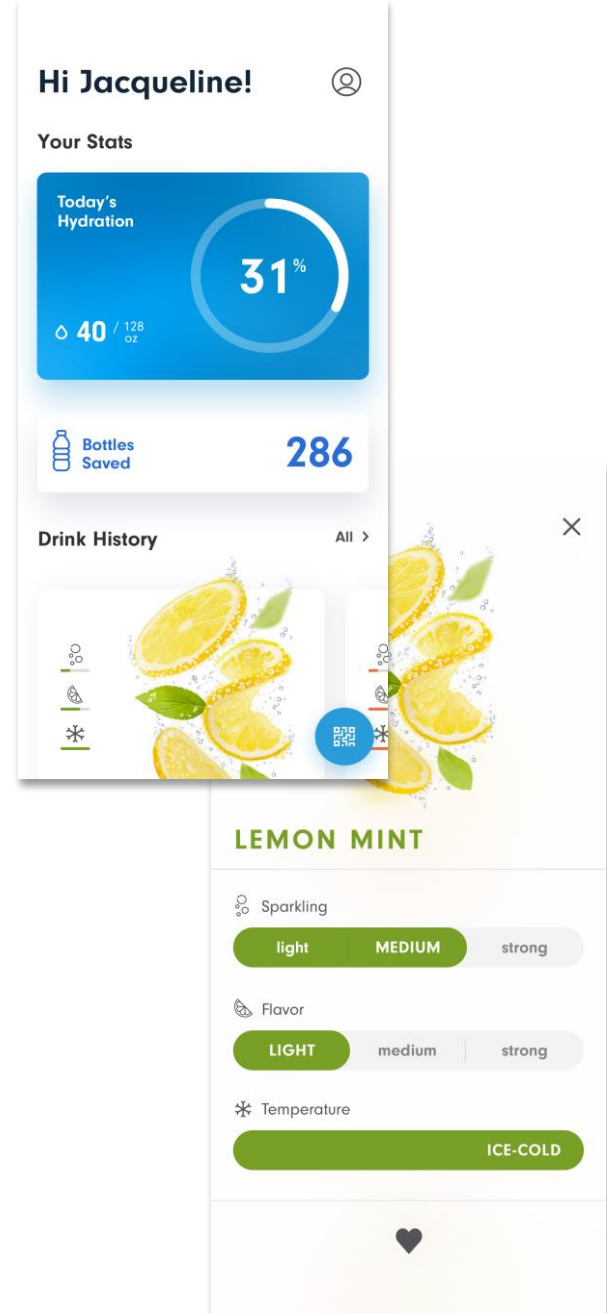 Hi Jacqueline!
Your Stats
Today's
Hydration
31%
40 / 128
oz
Bottles
Saved
286
Drink History
All >
LEMON MINT
Sparkling
light MEDIUM strong
Flavor
LIGHT medium strong
Temperature
ICE-COLD